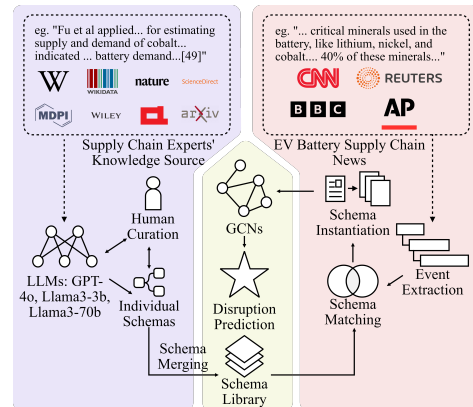 eg. "Fu et al applied... for estimating
supply and demand of cobalt...
indicated ... battery demand...[49]"
W
WIKIDATA
nature
ScienceDirect
MDPI
WILEY
arXiv
Supply Chain Experts'
Knowledge Source
eg. "... critical minerals used in the
battery, like lithium, nickel, and
cobalt.... 40% of these minerals..."
CNN
REUTERS
BBC
AP
EV Battery Supply Chain
News
Human
Curation
LLMs: GPT-
4o, Llama3-3b,
Llama3-70b
Individual
Schemas
Schema
Merging
GCNs
Disruption
Prediction
Schema
Library
Schema
Instantiation
Event
Extraction
Schema
Matching